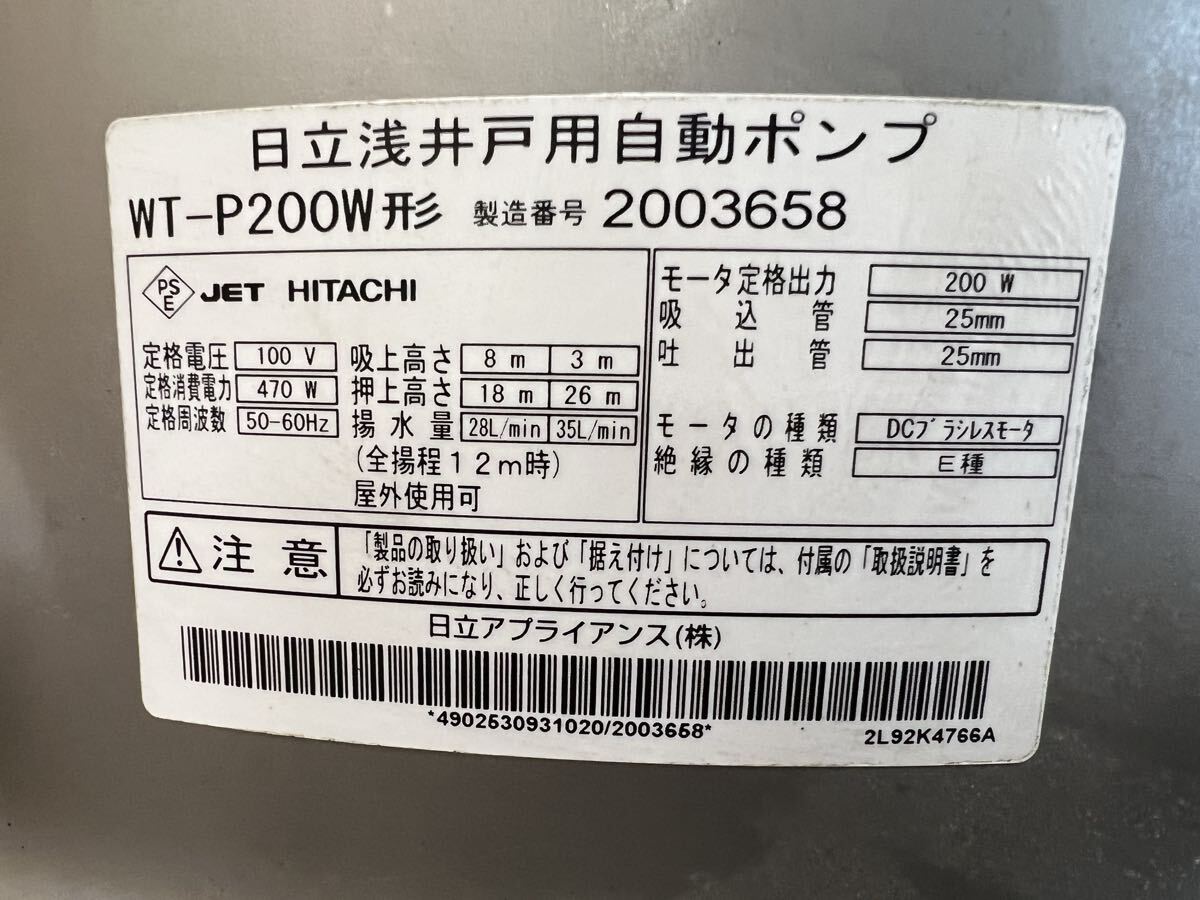 日立浅井戸用自動ポンプ
WT-P200W形 製造番号 2003658
PS E JET HITACHI
定格電圧 100 V 吸上高さ 8 m 3 m
定格消費電力 470 W 押上高さ 18 m 26 m
定格周波数 50-60Hz 揚水量 28L/min 35L/min
(全揚程12m時)
屋外使用可
モータ定格出力 200 W
吸込管 25mm
吐出管 25mm
モータの種類 DCブラシレスモータ
絶縁の種類 E種
注意 「製品の取り扱い」および「据え付け」については、付属の「取扱説明書」を
必ずお読みになり、正しく行ってください。
日立アプライアンス(株)
*4902530931020/2003658*
2L92K4766A